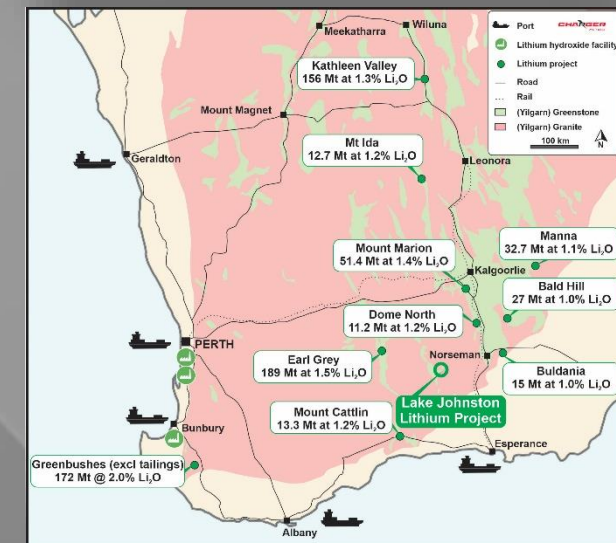 Meekatharra
Wiluna
Kathleen Valley
156 Mt at 1.3% Li₂O
Mount Magnet
Geraldton
Mt Ida
12.7 Mt at 1.2% Li₂O
Leonora
Mount Marion
51.4 Mt at 1.4% Li₂O
Kalgoorlie
Manna
32.7 Mt at 1.1% Li₂O
Bald Hill
27 Mt at 1.0% Li₂O
Dome North
11.2 Mt at 1.2% Li₂O
PERTH
Earl Grey
189 Mt at 1.5% Li₂O
Norseman
Buldania
15 Mt at 1.0% Li₂O
Lake Johnston
Lithium Project
Mount Cattlin
13.3 Mt at 1.2% Li₂O
Bunbury
Esperance
Greenbushes (excl tailings)
172 Mt @ 2.0% Li₂O
Albany
Port
CHARGER
Lithium hydroxide facility
Lithium project
Road
Rail
(Yilgarn) Greenstone
(Yilgarn) Granite
100 km
N